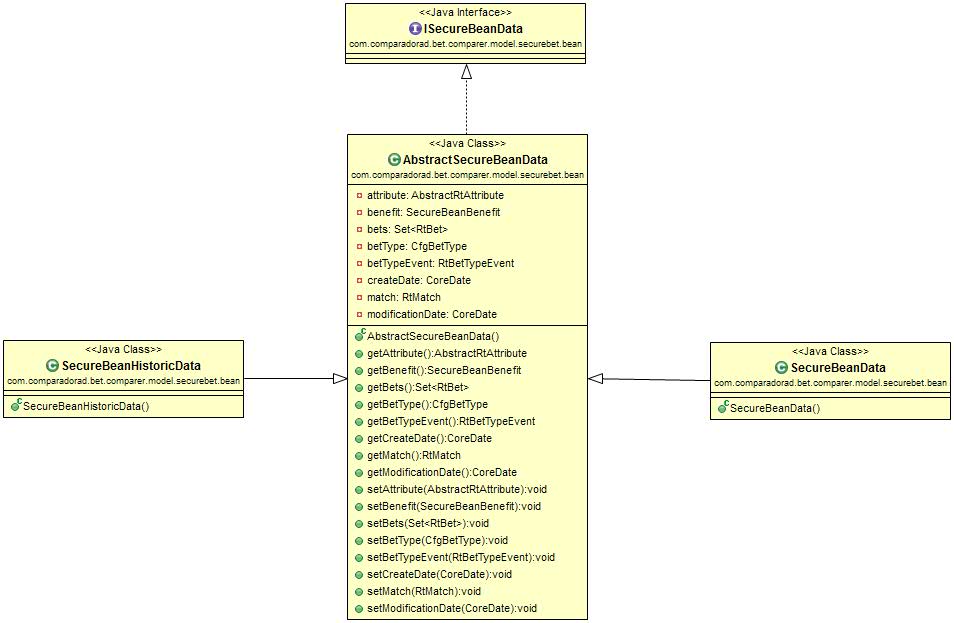 <<Java Interface>>
ISecureBeanData
com.comparadorad.bet.comparer.model.securebet.bean
<<Java Class>>
AbstractSecureBeanData
com.comparadorad.bet.comparer.model.securebet.bean
attribute: AbstractRtAttribute
benefit: SecureBeanBenefit
bets: Set<RtBet>
betType: CfgBetType
betTypeEvent: RtBetTypeEvent
createDate: CoreDate
match: RtMatch
modificationDate: CoreDate
AbstractSecureBeanData()
getAttribute():AbstractRtAttribute
getBenefit():SecureBeanBenefit
getBets():Set<RtBet>
getBetType():CfgBetType
getBetTypeEvent():RtBetTypeEvent
getCreateDate():CoreDate
getMatch():RtMatch
getModificationDate():CoreDate
setAttribute(AbstractRtAttribute):void
setBenefit(SecureBeanBenefit):void
setBets(Set<RtBet>):void
setBetType(CfgBetType):void
setBetTypeEvent(RtBetTypeEvent):void
setCreateDate(CoreDate):void
setMatch(RtMatch):void
setModificationDate(CoreDate):void
<<Java Class>>
SecureBeanHistoricData
com.comparadorad.bet.comparer.model.securebet.bean
SecureBeanHistoricData()
<<Java Class>>
SecureBeanData
com.comparadorad.bet.comparer.model.securebet.bean
SecureBeanData()